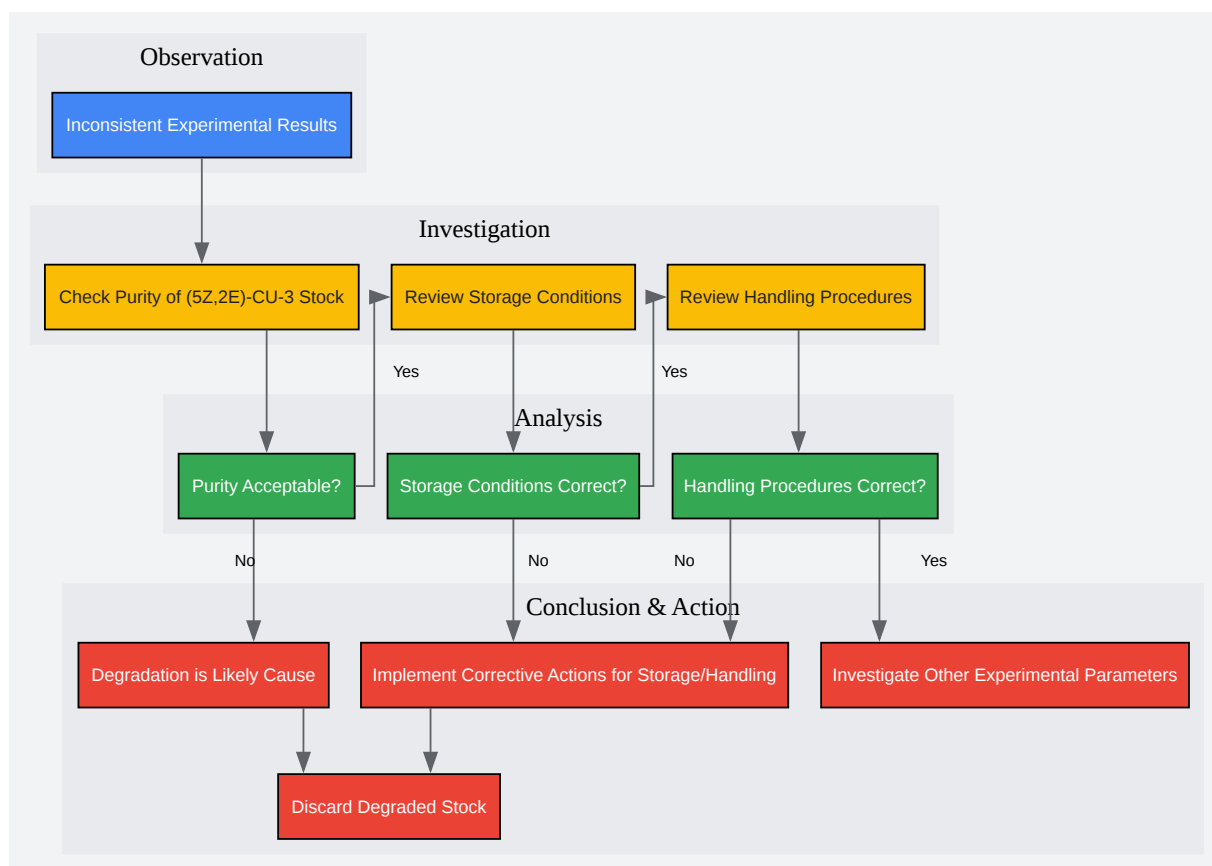 Observation
Inconsistent Experimental Results
Investigation
Check Purity of (5Z,2E)-CU-3 Stock
Review Storage Conditions
Review Handling Procedures
Yes
Yes
Analysis
Purity Acceptable?
Storage Conditions Correct?
Handling Procedures Correct?
No
No
No
Yes
Conclusion & Action
Degradation is Likely Cause
Implement Corrective Actions for Storage/Handling
Investigate Other Experimental Parameters
Discard Degraded Stock